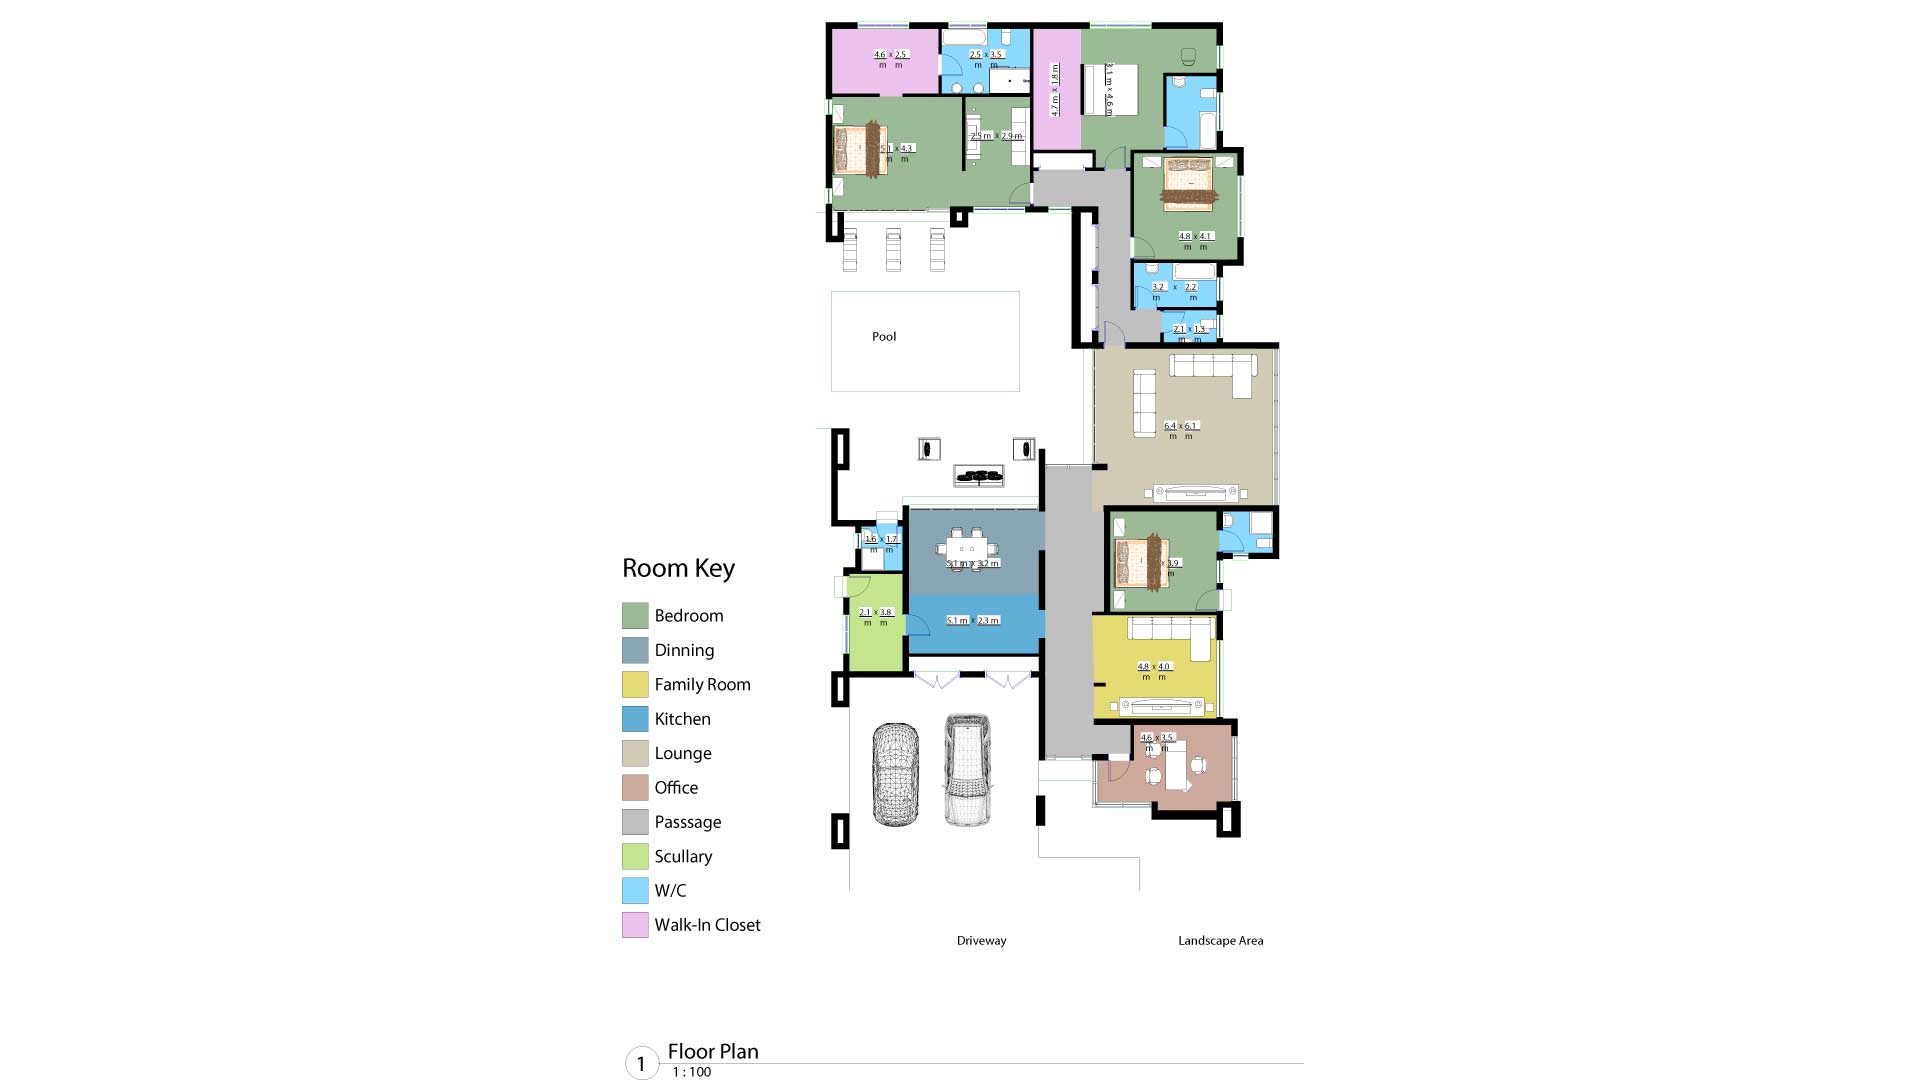 4.6 x 2.5
m m
2.5 x 3.5
m m
4.7 m x 1.8 m
3.1 m x 4.6 m
5.1 x 4.3
m m
2.5 m x 2.9 m
4.8 x 4.1
m m
3.2 x 2.2
m m
2.1 x 1.3
m m
Pool
6.4 x 6.1
m m
1.6 x 1.7
m m
5.1 m x 3.2 m
x 3.9
m
2.1 x 3.8
m m
5.1 m x 2.3 m
4.8 x 4.0
m m
4.6 x 3.5
m m
Room Key
Bedroom
Dinning
Family Room
Kitchen
Lounge
Office
Passsage
Scullary
W/C
Walk-In Closet
Driveway
Landscape Area
1
Floor Plan
1 : 100